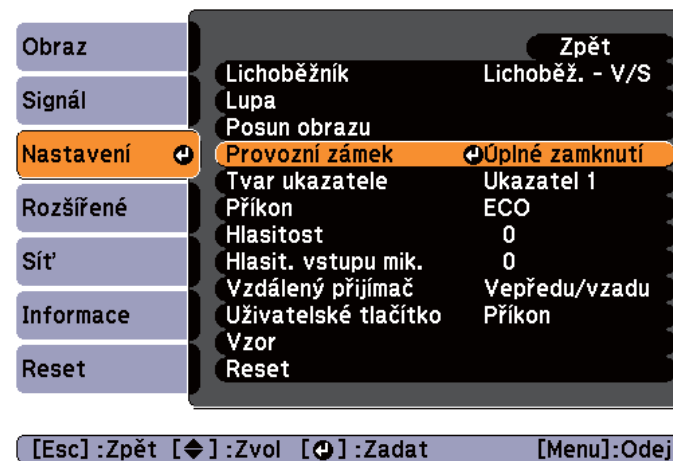 Obraz
Signál
Nastavení
Rozšířené
Síť
Informace
Reset
Zpět
Lichoběžník Lichoběž. - V/S
Lupa
Posun obrazu
Provozní zámek Úplné zamknutí
Tvar ukazatele Ukazatel 1
Příkon ECO
Hlasitost 0
Hlasit. vstupu mik. 0
Vzdálený přijímač Vepředu/vzadu
Uživatelské tlačítko Příkon
Vzor
Reset
[Esc] :Zpět [◆] :Zvol [↵] :Zadat [Menu]:Odej